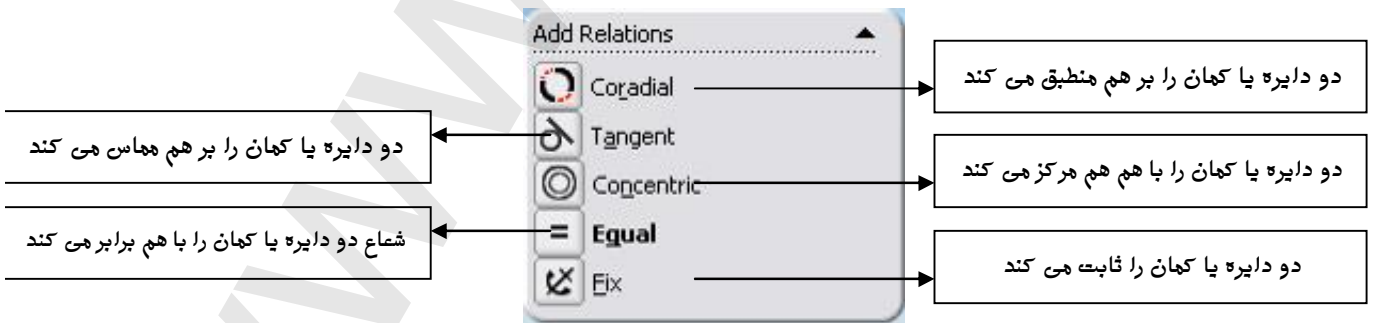 Add Relations
Coradial
Tangent
Concentric
Equal
Fix
دو دایره یا کمان را بر هم منطبق می کند
دو دایره یا کمان را بر هم مماس می کند
دو دایره یا کمان را با هم هم مرکز می کند
شعاع دو دایره یا کمان را با هم برابر می کند
دو دایره یا کمان را ثابت می کند